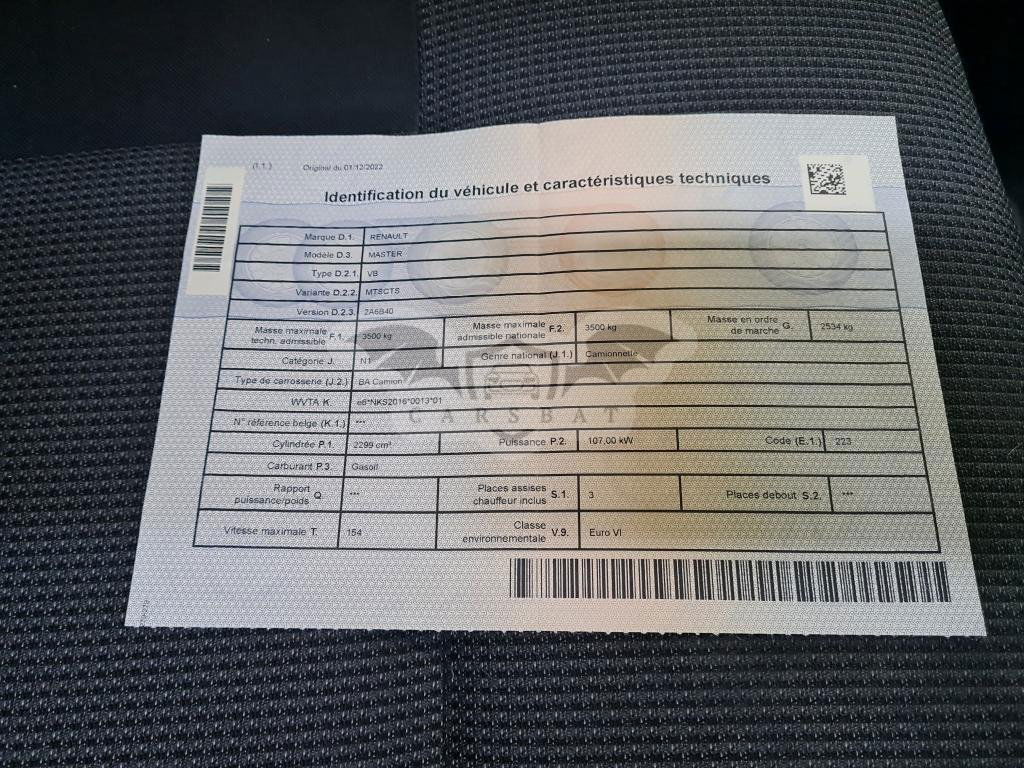 (I.1.) Original du 01/12/2022
Identification du véhicule et caractéristiques techniques
Marque D.1. RENAULT
Modèle D.3. MASTER
Type D.2.1. VB
Variante D.2.2. MTSCTS
Version D.2.3. 2A6B40
Masse maximale techn. admissible F.1. 3500 kg Masse maximale admissible nationale F.2. 3500 kg Masse en ordre de marche G. 2534 kg
Catégorie J. N1 Genre national (J.1.) Camionnette
Type de carrosserie (J.2.) BA Camion
WVTA K. e6*NKS2016*0013*01
CARSBAT
N° référence belge (K.1.) ***
Cylindrée P.1. 2299 cm³ Puissance P.2. 107,00 kW Code (E.1.) 223
Carburant P.3. Gasoil
Rapport puissance/poids Q. *** Places assises chauffeur inclus S.1. 3 Places debout S.2. ***
Vitesse maximale T. 154 Classe environnementale V.9. Euro VI